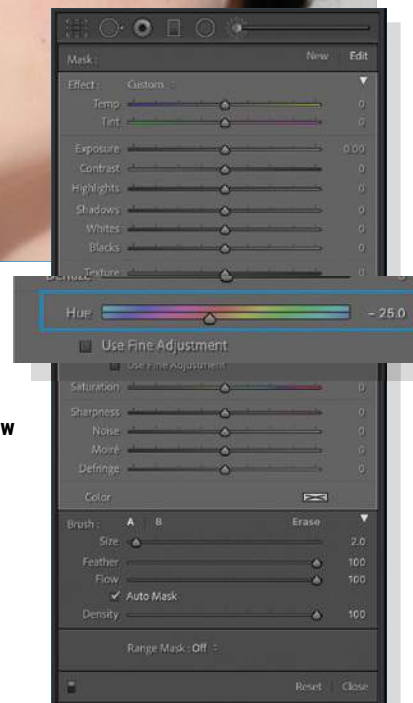 Mask : New Edit
Effect : Custom
Temp 0
Tint 0
Exposure 0.00
Contrast 0
Highlights 0
Shadows 0
Whites 0
Blacks 0
Texture
Hue - 25.0
Use Fine Adjustment
Use Fine Adjustment
Saturation 0
Sharpness 0
w
Noise 0
Moiré 0
Defringe 0
Color
Brush : A B Erase
Size 2.0
Feather 100
Flow 100
Auto Mask
Density 100
Range Mask : Off
Reset Close